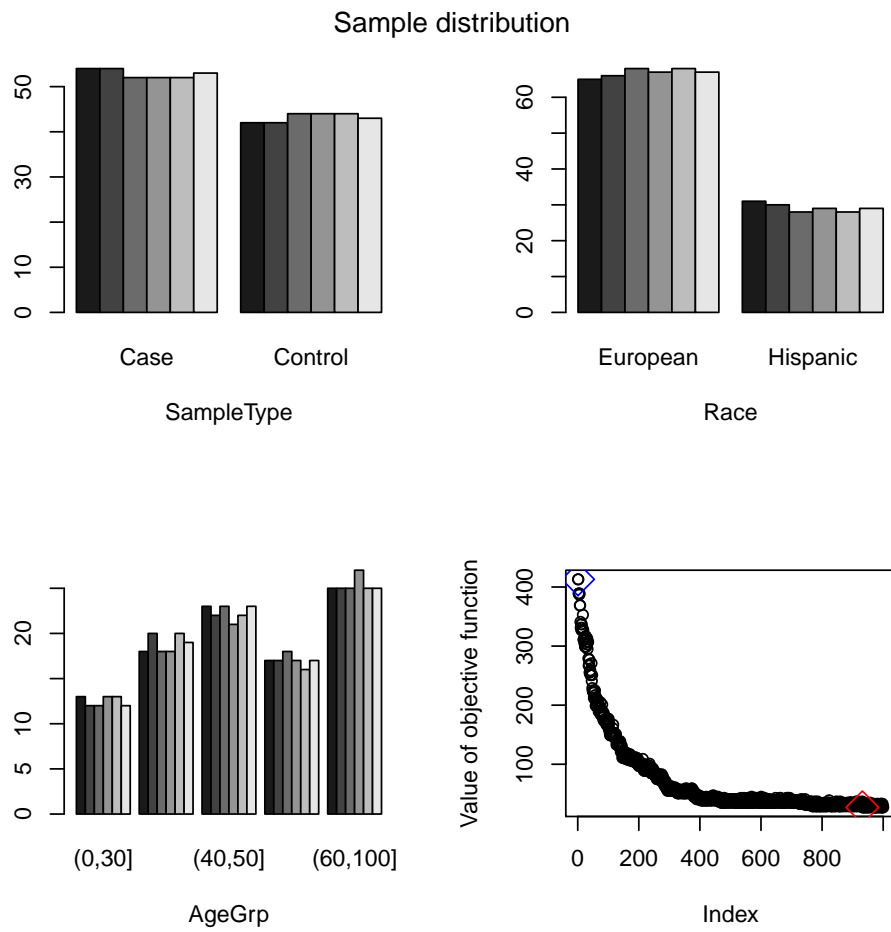 Sample distribution
50
30
10
0
Case Control
SampleType
60
40
20
0
European Hispanic
Race
20
10
5
0
(0,30] (40,50] (60,100]
AgeGrp
Value of objective function
400
300
200
100
0 200 400 600 800
Index